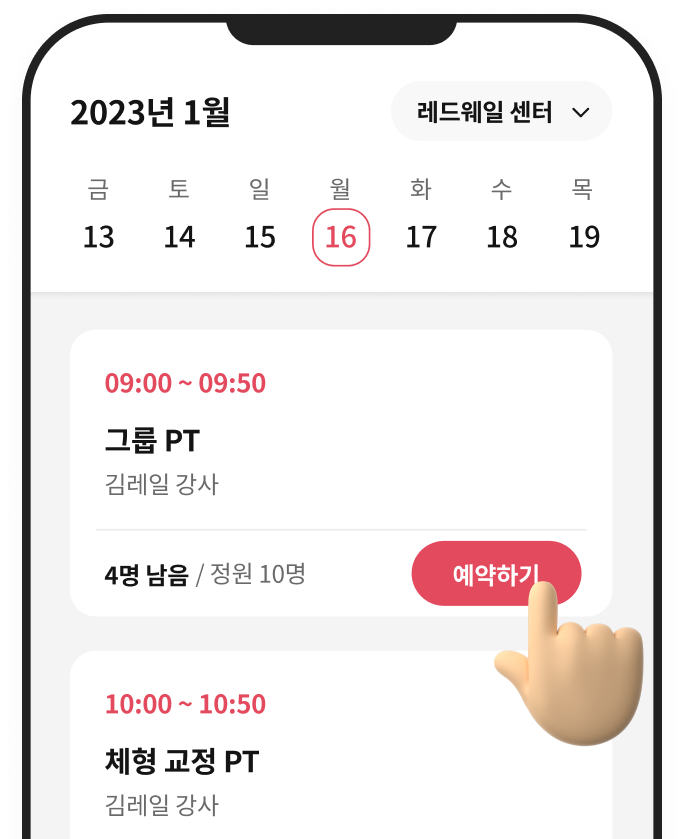 2023년 1월
레드웨일 센터
금 토 일 월 화 수 목
13 14 15 16 17 18 19
09:00 ~ 09:50
그룹 PT
김레일 강사
4명 남음 / 정원 10명
예약하기
10:00 ~ 10:50
체형 교정 PT
김레일 강사